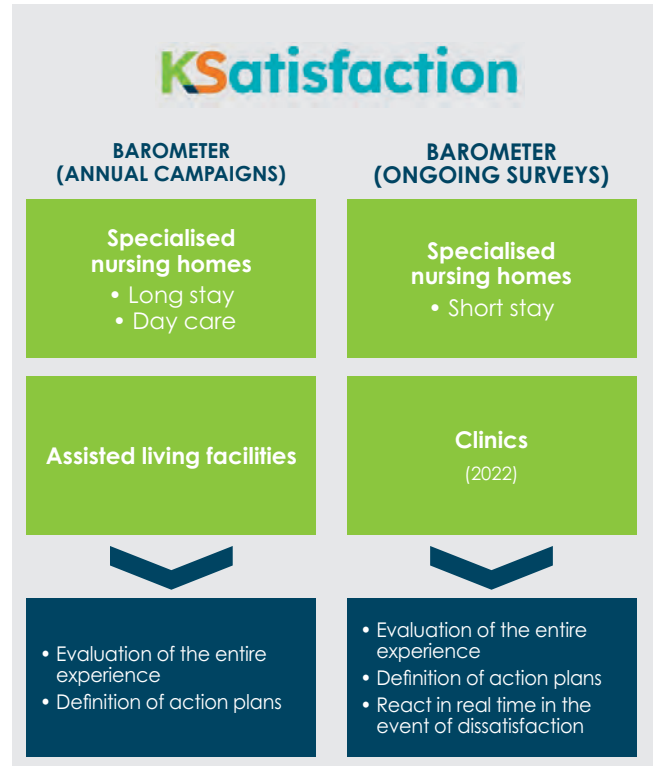 KSatisfaction
BAROMETER
(ANNUAL CAMPAIGNS)
Specialised
nursing homes
• Long stay
• Day care
Assisted living facilities
• Evaluation of the entire
experience
• Definition of action plans
BAROMETER
(ONGOING SURVEYS)
Specialised
nursing homes
• Short stay
Clinics
(2022)
• Evaluation of the entire
experience
• Definition of action plans
• React in real time in the
event of dissatisfaction